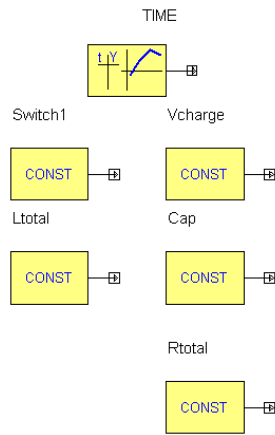 TIME
t Y
Switch1 Vcharge
CONST CONST
Ltotal Cap
CONST CONST
Rtotal
CONST